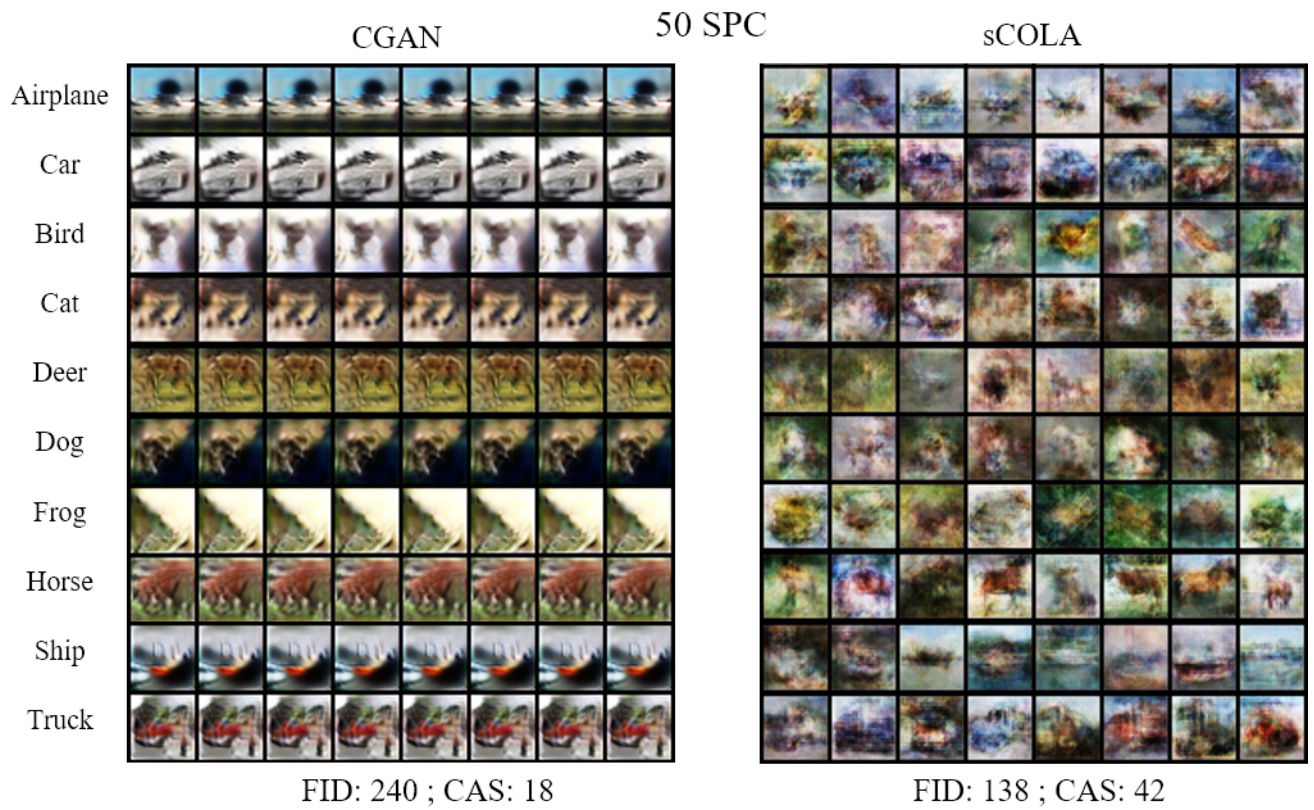 50 SPC
CGAN
sCOLA
Airplane
Car
Bird
Cat
Deer
Dog
Frog
Horse
Ship
Truck
FID: 240 ; CAS: 18
FID: 138 ; CAS: 42